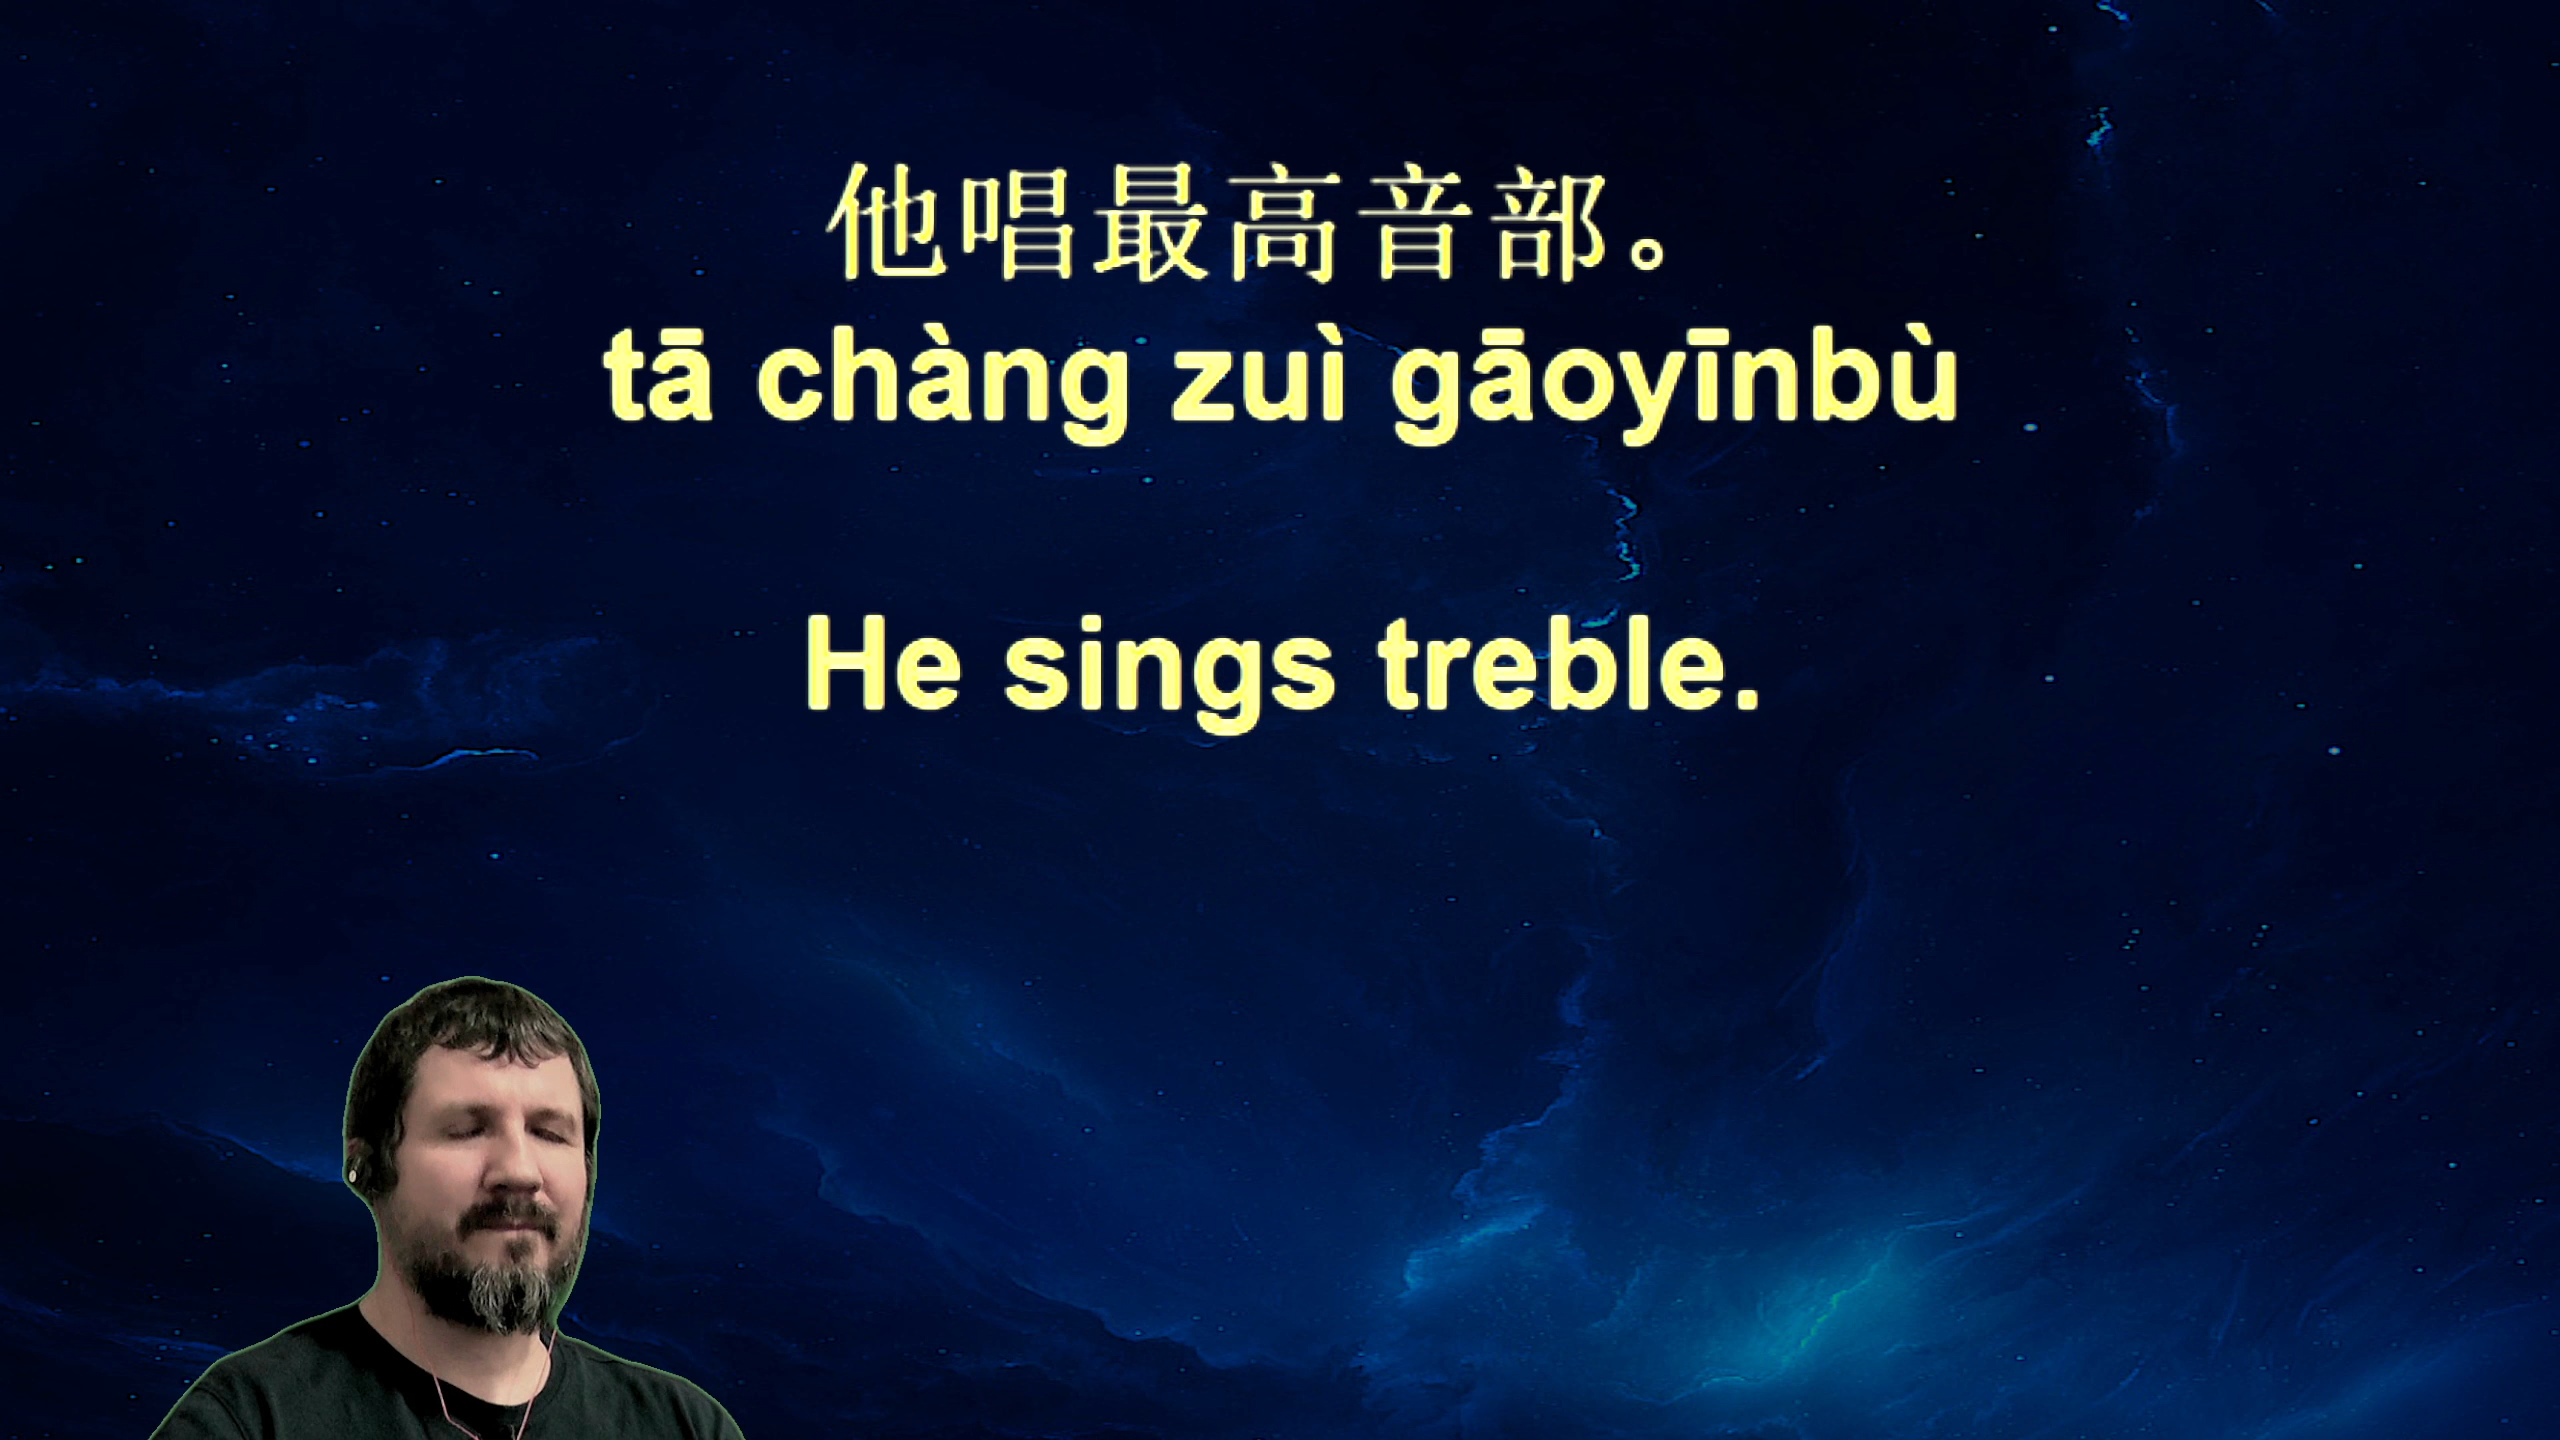 他唱最高音部。
tā chàng zuì gāoyīnbù
He sings treble.